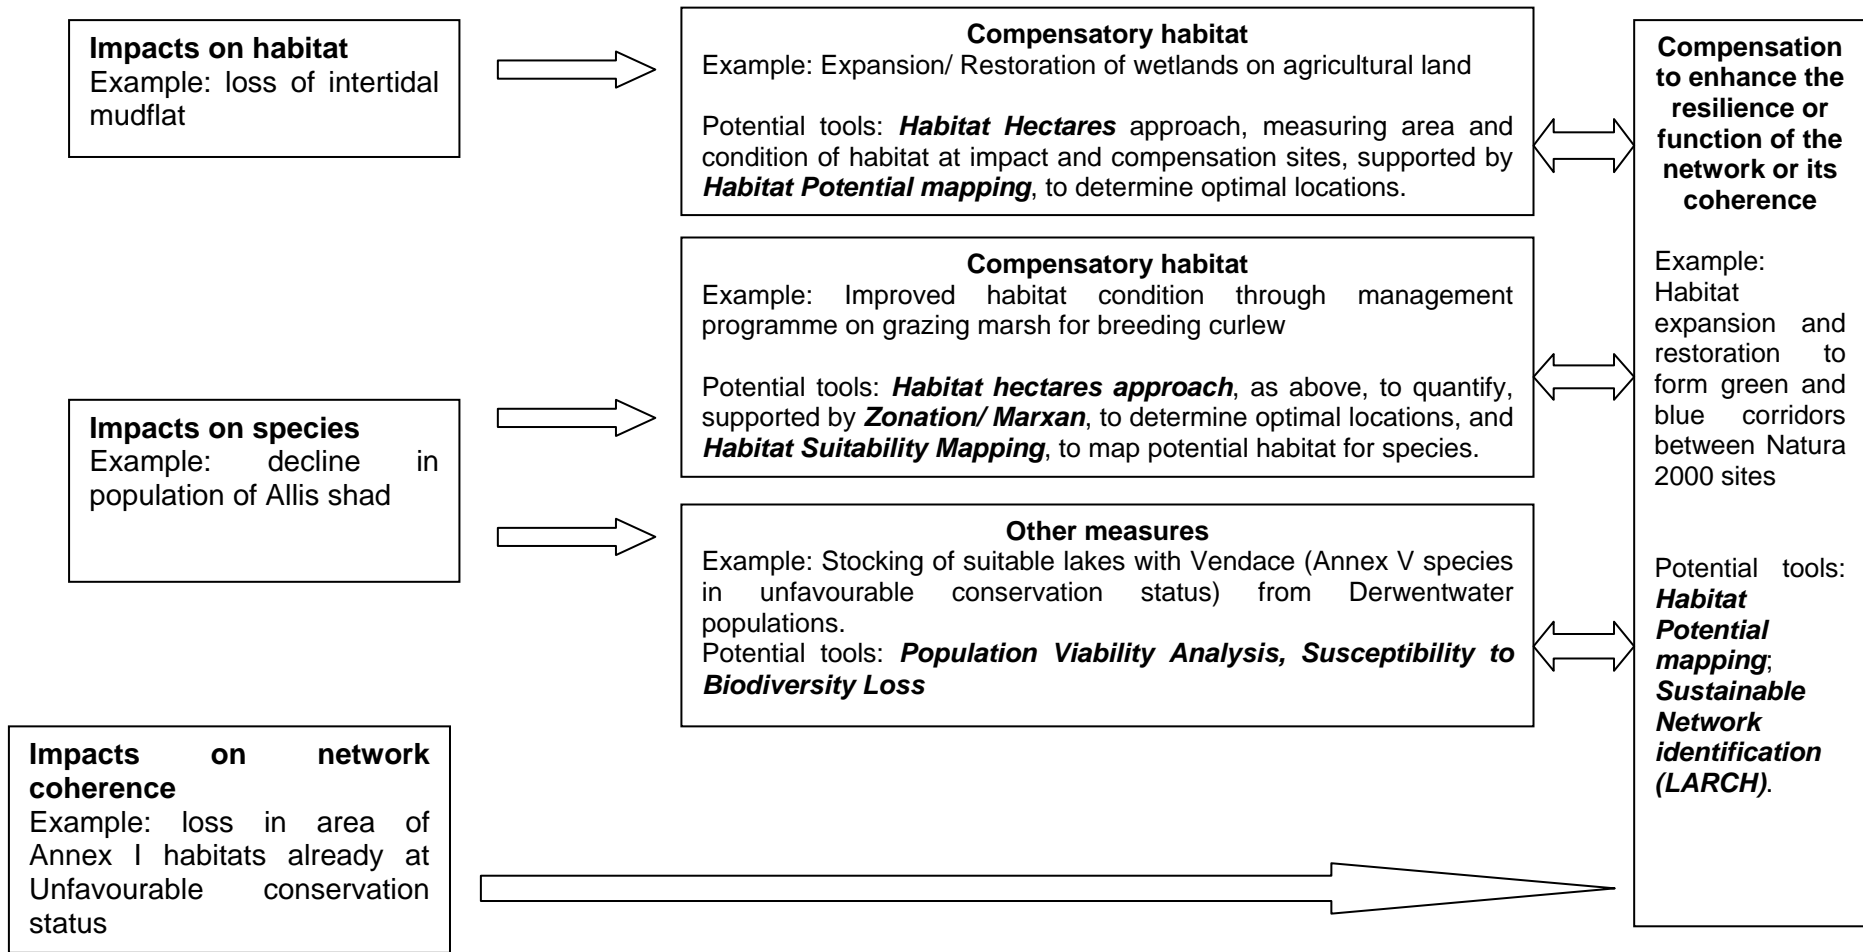 Impacts on habitat
Example: loss of intertidal
mudflat
Compensatory habitat
Example: Expansion/ Restoration of wetlands on agricultural land
Potential tools: Habitat Hectares approach, measuring area and
condition of habitat at impact and compensation sites, supported by
Habitat Potential mapping, to determine optimal locations.
Impacts on species
Example: decline in
population of Allis shad
Compensatory habitat
Example: Improved habitat condition through management
programme on grazing marsh for breeding curlew
Potential tools: Habitat hectares approach, as above, to quantify,
supported by Zonation/ Marxan, to determine optimal locations, and
Habitat Suitability Mapping, to map potential habitat for species.
Other measures
Example: Stocking of suitable lakes with Vendace (Annex V species
in unfavourable conservation status) from Derwentwater
populations.
Potential tools: Population Viability Analysis, Susceptibility to
Biodiversity Loss
Impacts on network
coherence
Example: loss in area of
Annex I habitats already at
Unfavourable conservation
status
Compensation
to enhance the
resilience or
function of the
network or its
coherence
Example:
Habitat
expansion and
restoration to
form green and
blue corridors
between Natura
2000 sites
Potential tools:
Habitat
Potential
mapping;
Sustainable
Network
identification
(LARCH).